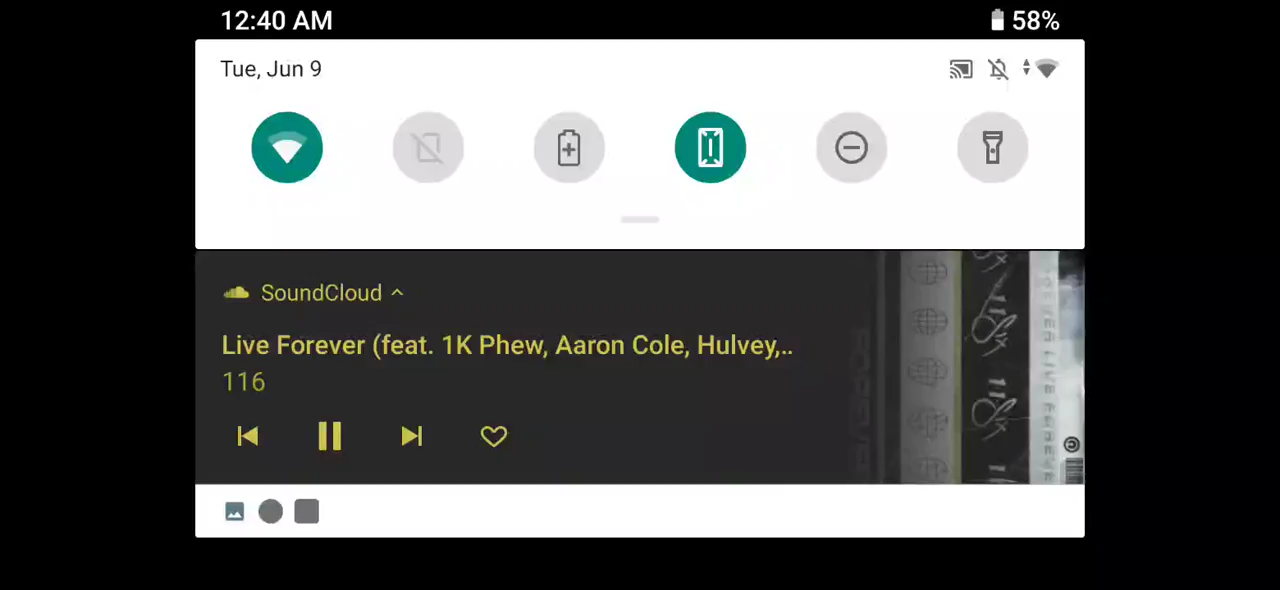 12:40 AM
58%
Tue, Jun 9
SoundCloud
Live Forever (feat. 1K Phew, Aaron Cole, Hulvey,..
116